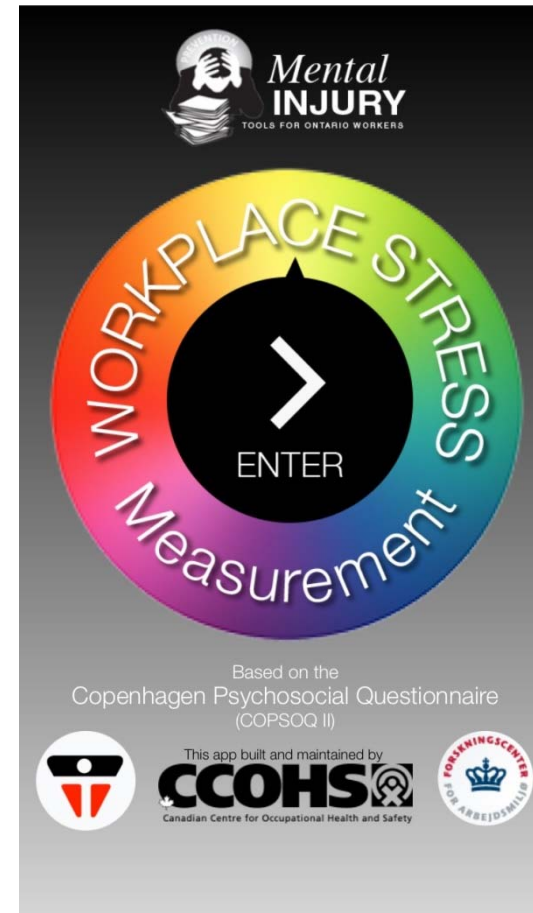 PREVENTION
Mental
INJURY
TOOLS FOR ONTARIO WORKERS
WORKPLACE STRESS
Measurement
ENTER
Based on the
Copenhagen Psychosocial Questionnaire
(COPSOQ II)
This app built and maintained by
CCOHS
Canadian Centre for Occupational Health and Safety
FORSKNINGSCENTER
FOR ARBEJDSMILJØ